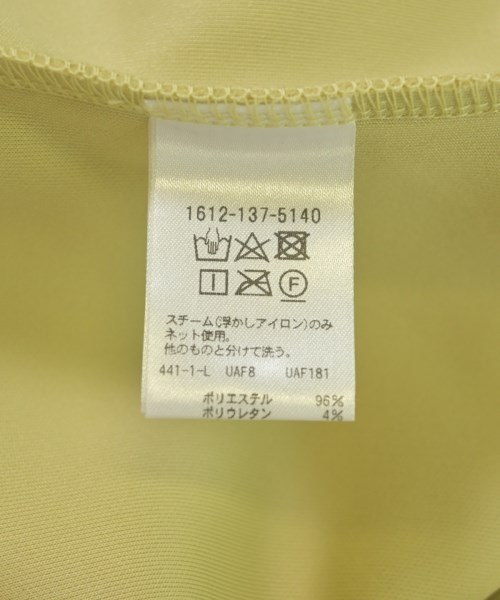 1612-137-5140
スチーム(浮かしアイロン)のみ
ネット使用。
他のものと分けて洗う。
441-1-L UAF8 UAF181
ポリエステル 96%
ポリウレタン 4%